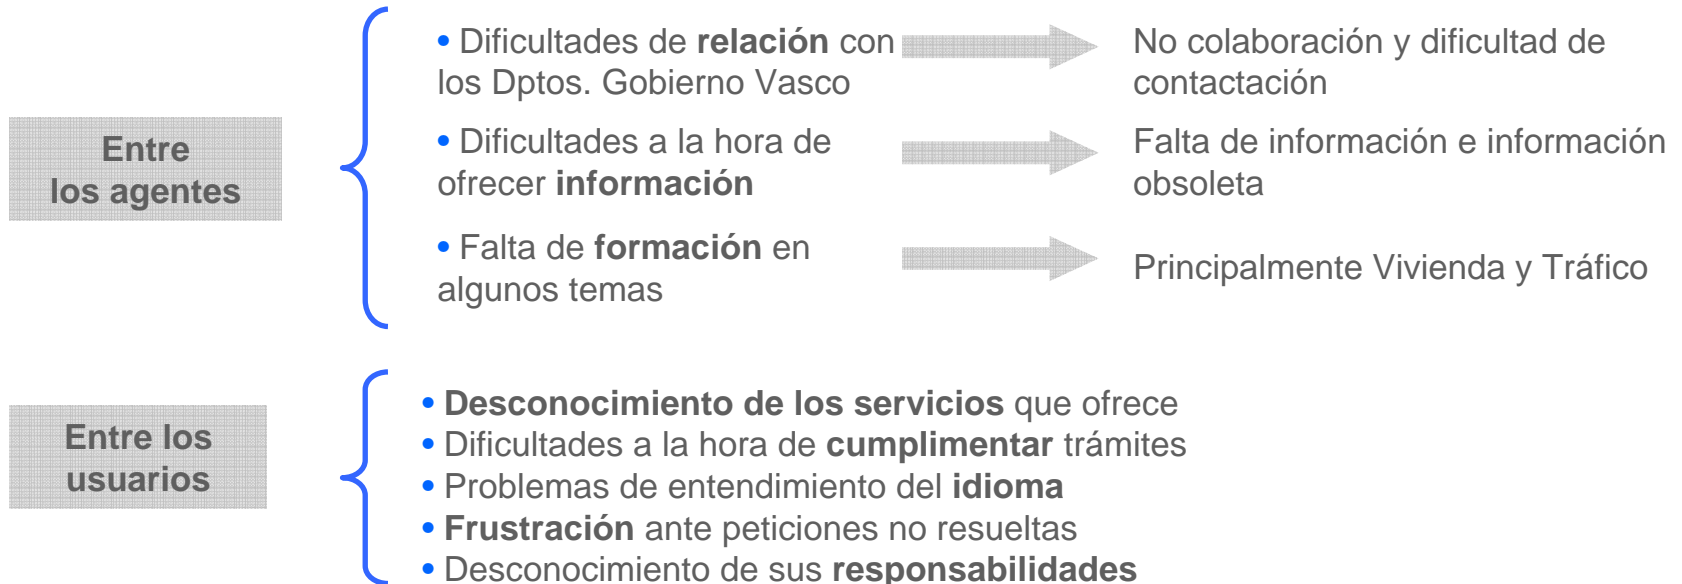 Entre
los agentes
• Dificultades de relación con
los Dptos. Gobierno Vasco
No colaboración y dificultad de
contactación
• Dificultades a la hora de
ofrecer información
Falta de información e información
obsoleta
• Falta de formación en
algunos temas
Principalmente Vivienda y Tráfico
Entre los
usuarios
• Desconocimiento de los servicios que ofrece
• Dificultades a la hora de cumplimentar trámites
• Problemas de entendimiento del idioma
• Frustración ante peticiones no resueltas
• Desconocimiento de sus responsabilidades